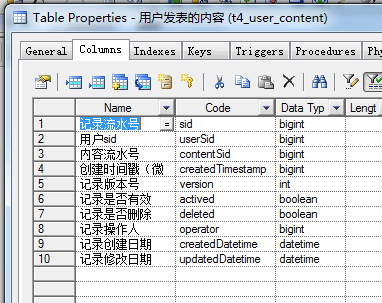 Table Properties - 用户发表的内容 (t4_user_content)
General Columns Indexes Keys Triggers Procedures Phy
Name Code Data Typ Lengt
1 记录流水号 = sid bigint
2 用户sid userSid bigint
3 内容流水号 contentSid bigint
4 创建时间戳（微 createdTimestamp bigint
5 记录版本号 version int
6 记录是否有效 actived boolean
7 记录是否删除 deleted boolean
8 记录操作人 operator bigint
9 记录创建日期 createdDatetime datetime
10 记录修改日期 updatedDatetime datetime